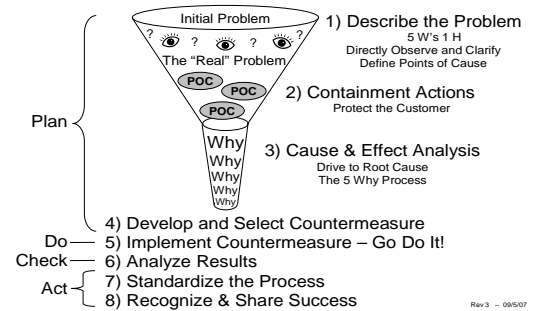 Initial Problem
? ? ? ?
The "Real" Problem
POC
POC
POC
Why
Why
Why
Why
Why
1) Describe the Problem
5 W's 1 H
Directly Observe and Clarify
Define Points of Cause
2) Containment Actions
Protect the Customer
3) Cause & Effect Analysis
Drive to Root Cause
The 5 Why Process
Plan
4) Develop and Select Countermeasure
Do
5) Implement Countermeasure – Go Do It!
Check
6) Analyze Results
Act
7) Standardize the Process
8) Recognize & Share Success
Rev 3 – 09/5/07